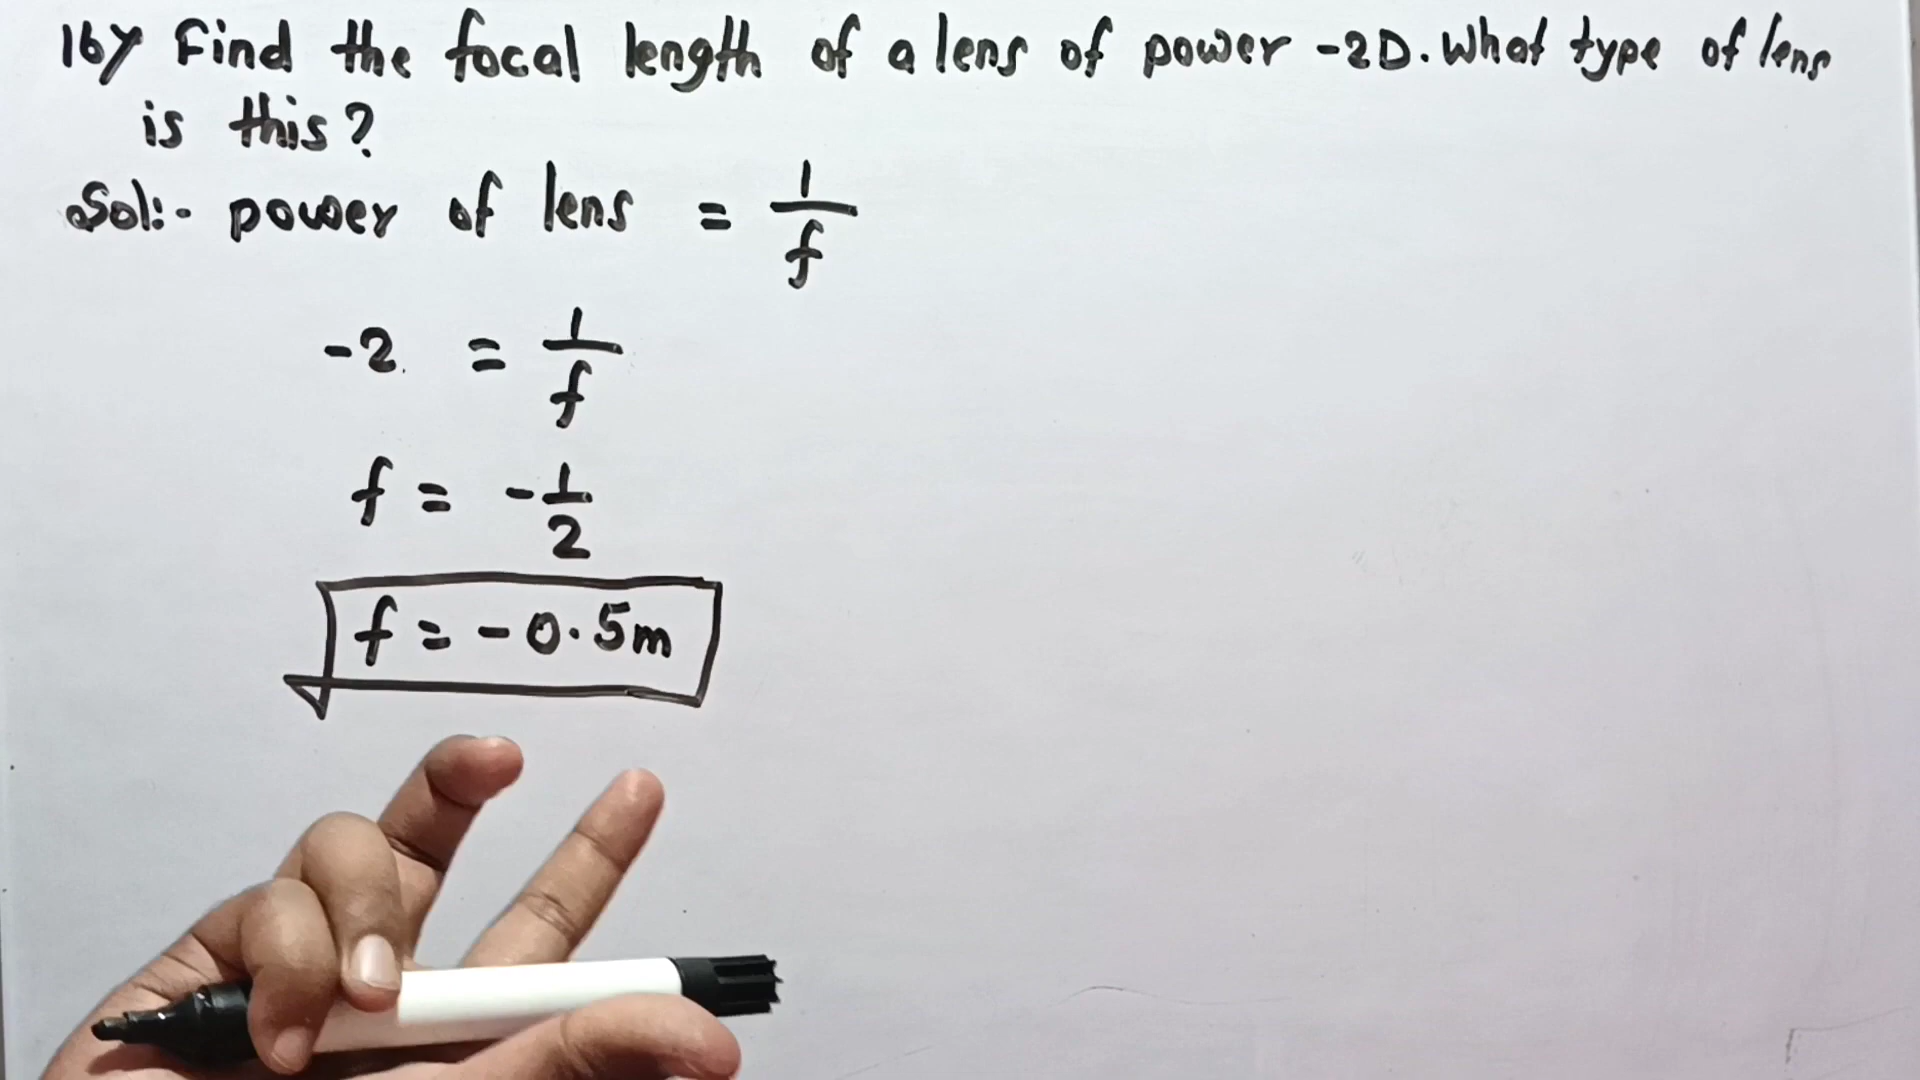 16) Find the focal length of a lens of power -2D. What type of lens
is this?
Sol:- power of lens = 1/f
-2 = 1/f
f = -1/2
f = -0.5m